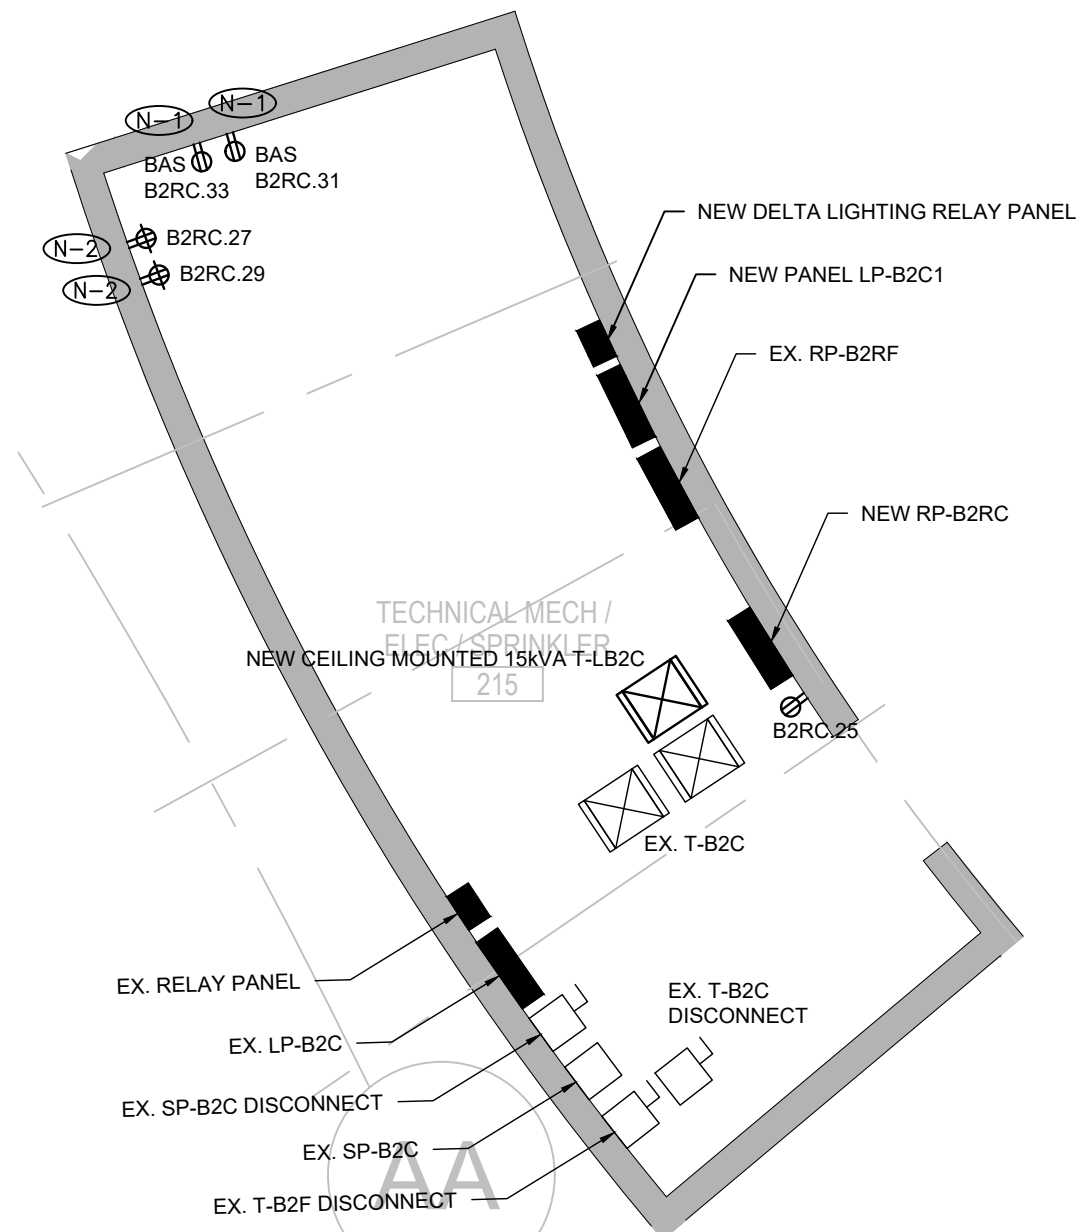 N-1
N-1
BAS
B2RC.33
BAS
B2RC.31
N-2
B2RC.27
N-2
B2RC.29
NEW DELTA LIGHTING RELAY PANEL
NEW PANEL LP-B2C1
EX. RP-B2RF
NEW RP-B2RC
TECHNICAL MECH /
ELEC / SPRINKLER
NEW CEILING MOUNTED 15kVA T-LB2C
215
B2RC.25
EX. T-B2C
EX. RELAY PANEL
EX. LP-B2C
EX. T-B2C
DISCONNECT
EX. SP-B2C DISCONNECT
EX. SP-B2C
AA
EX. T-B2F DISCONNECT